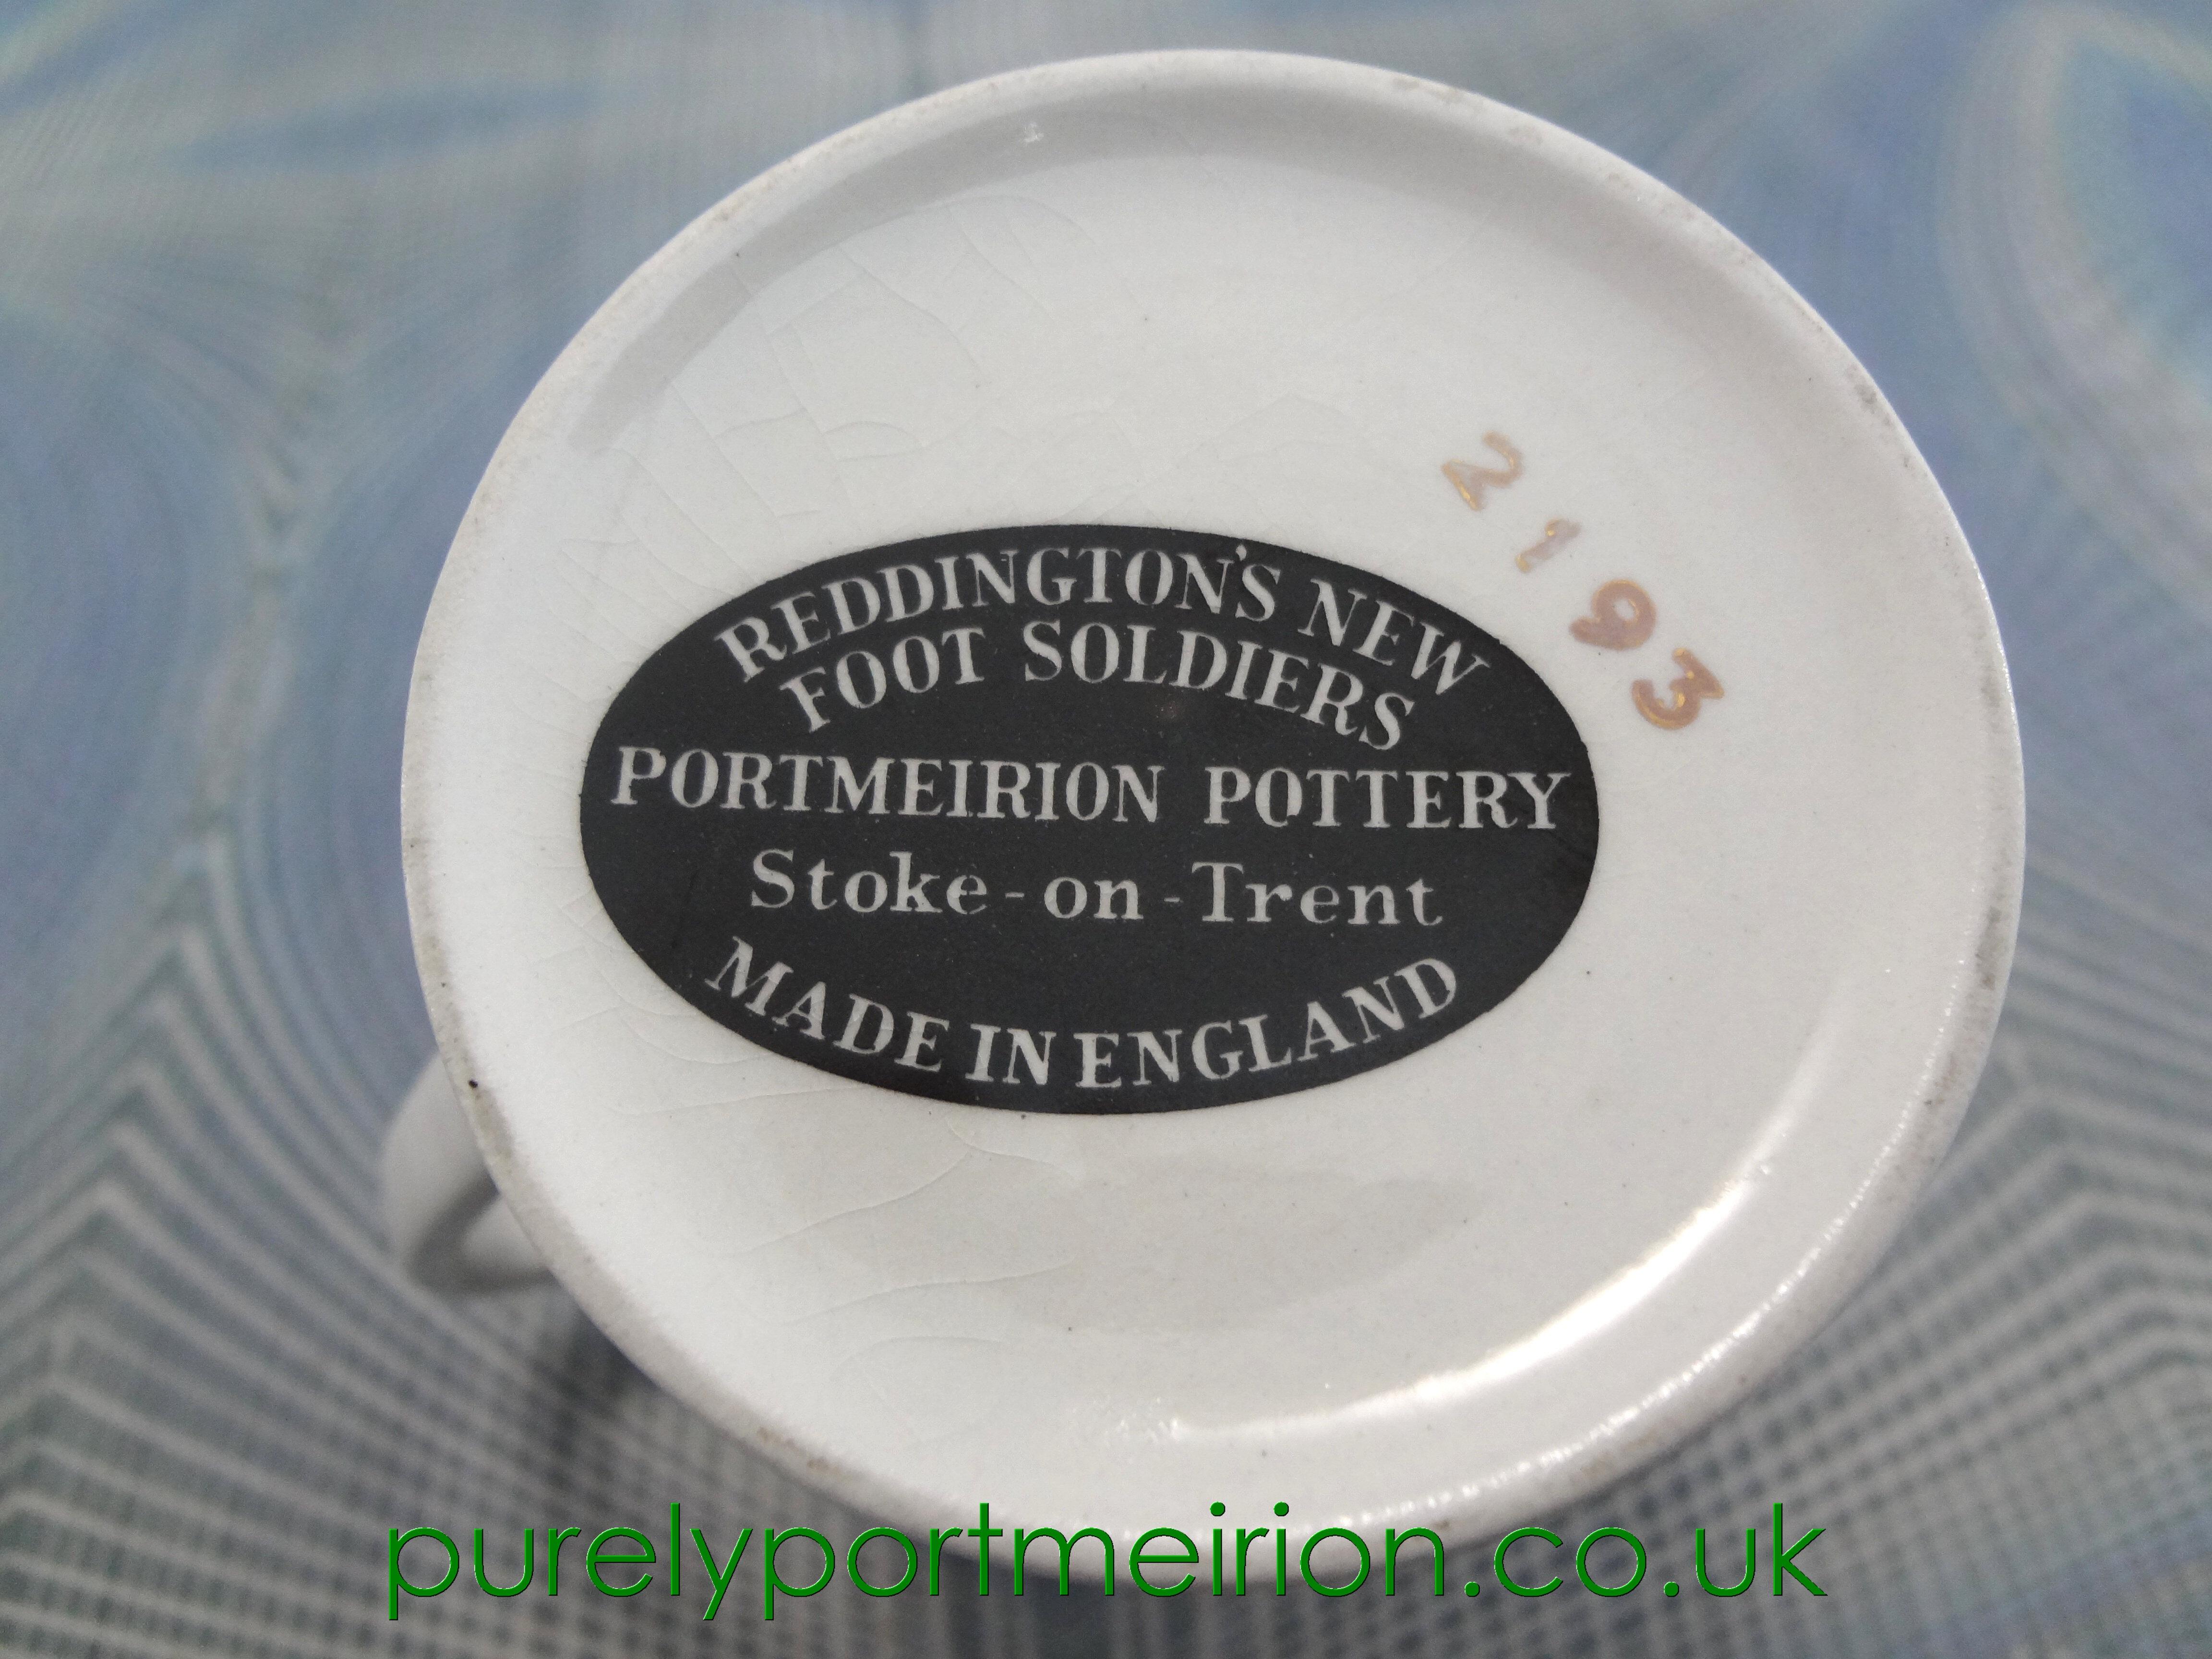 REDDINGTON'S NEW
FOOT SOLDIERS
PORTMEIRION POTTERY
Stoke-on-Trent
MADE IN ENGLAND
2193
purelyportmeirion.co.uk